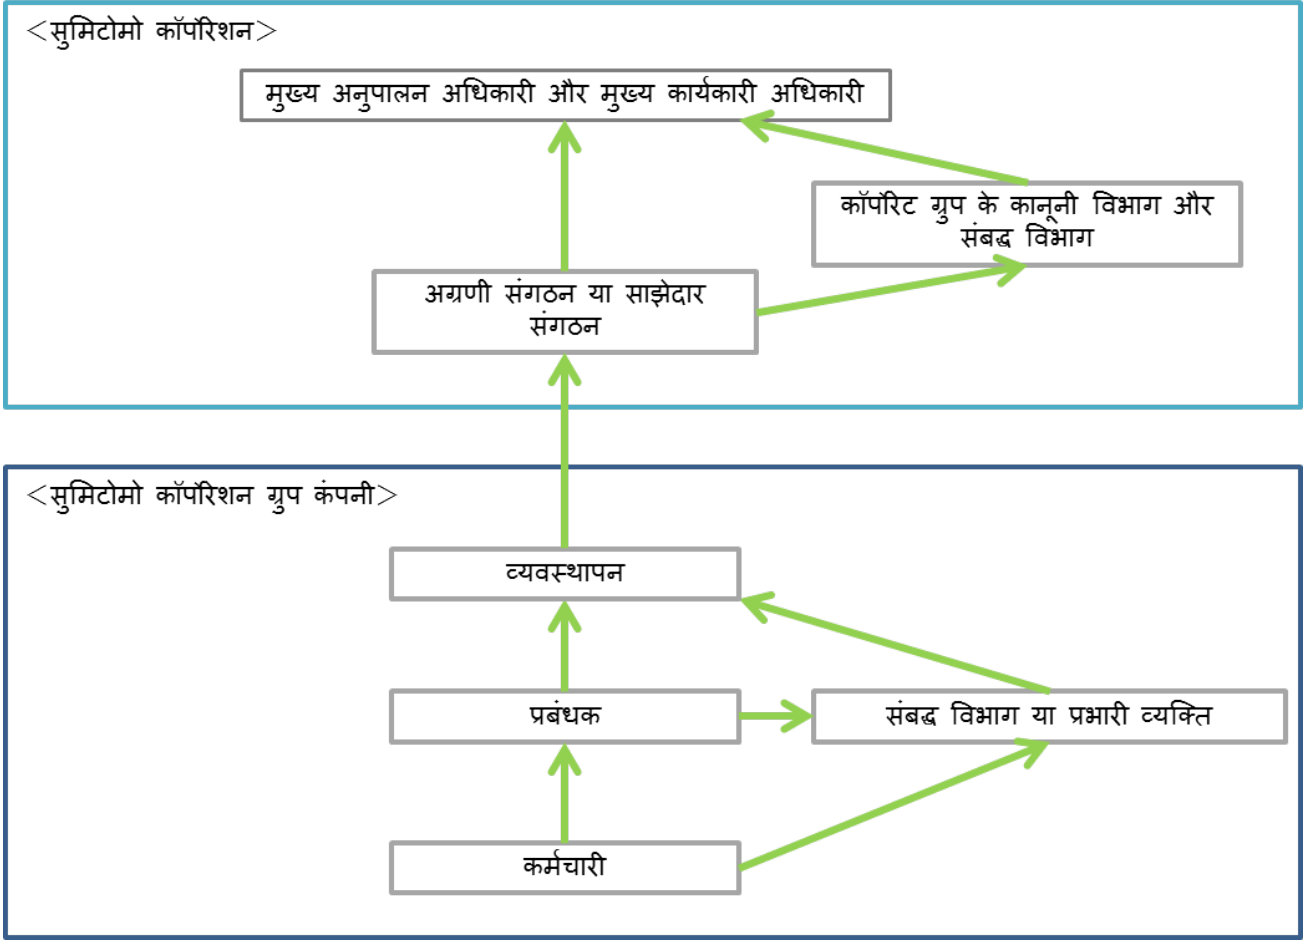 ＜सुमिटोमो कॉर्पोरेशन＞
मुख्य अनुपालन अधिकारी और मुख्य कार्यकारी अधिकारी
कॉर्पोरेट ग्रुप के कानूनी विभाग और
संबद्ध विभाग
अग्रणी संगठन या साझेदार
संगठन
＜सुमिटोमो कॉर्पोरेशन ग्रुप कंपनी＞
व्यवस्थापन
प्रबंधक
संबद्ध विभाग या प्रभारी व्यक्ति
कर्मचारी